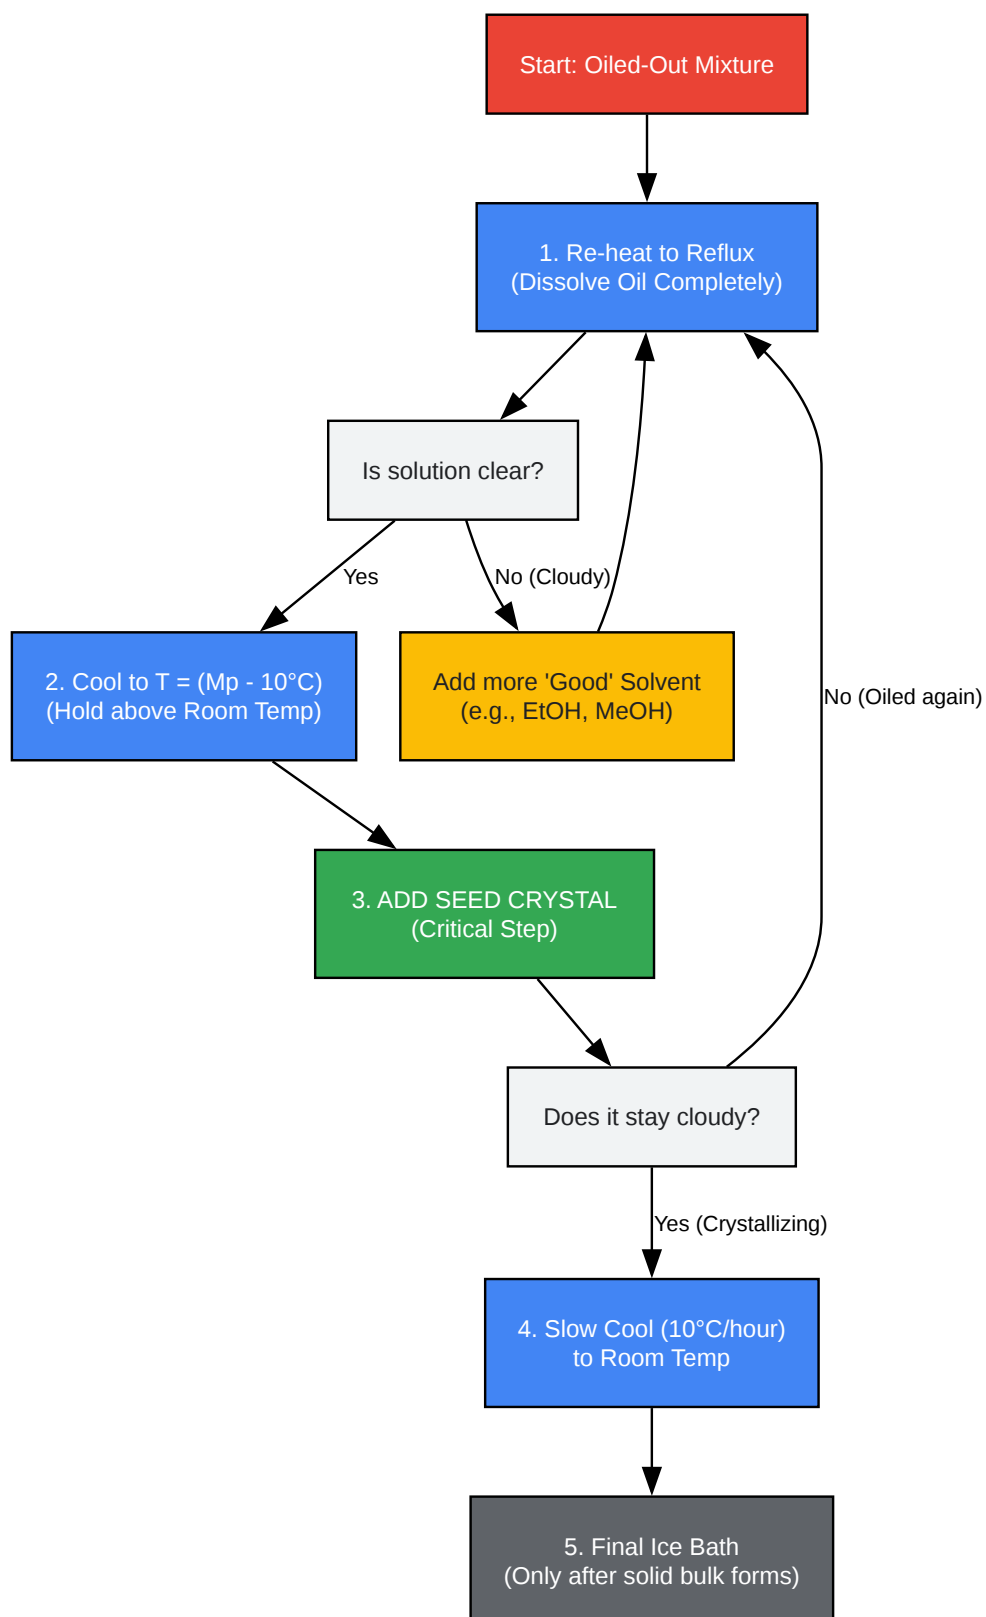 Start: Oiled-Out Mixture
1. Re-heat to Reflux
(Dissolve Oil Completely)
Is solution clear?
Yes
No (Cloudy)
2. Cool to T = (Mp - 10°C)
(Hold above Room Temp)
Add more 'Good' Solvent
(e.g., EtOH, MeOH)
No (Oiled again)
3. ADD SEED CRYSTAL
(Critical Step)
Does it stay cloudy?
Yes (Crystallizing)
4. Slow Cool (10°C/hour)
to Room Temp
5. Final Ice Bath
(Only after solid bulk forms)